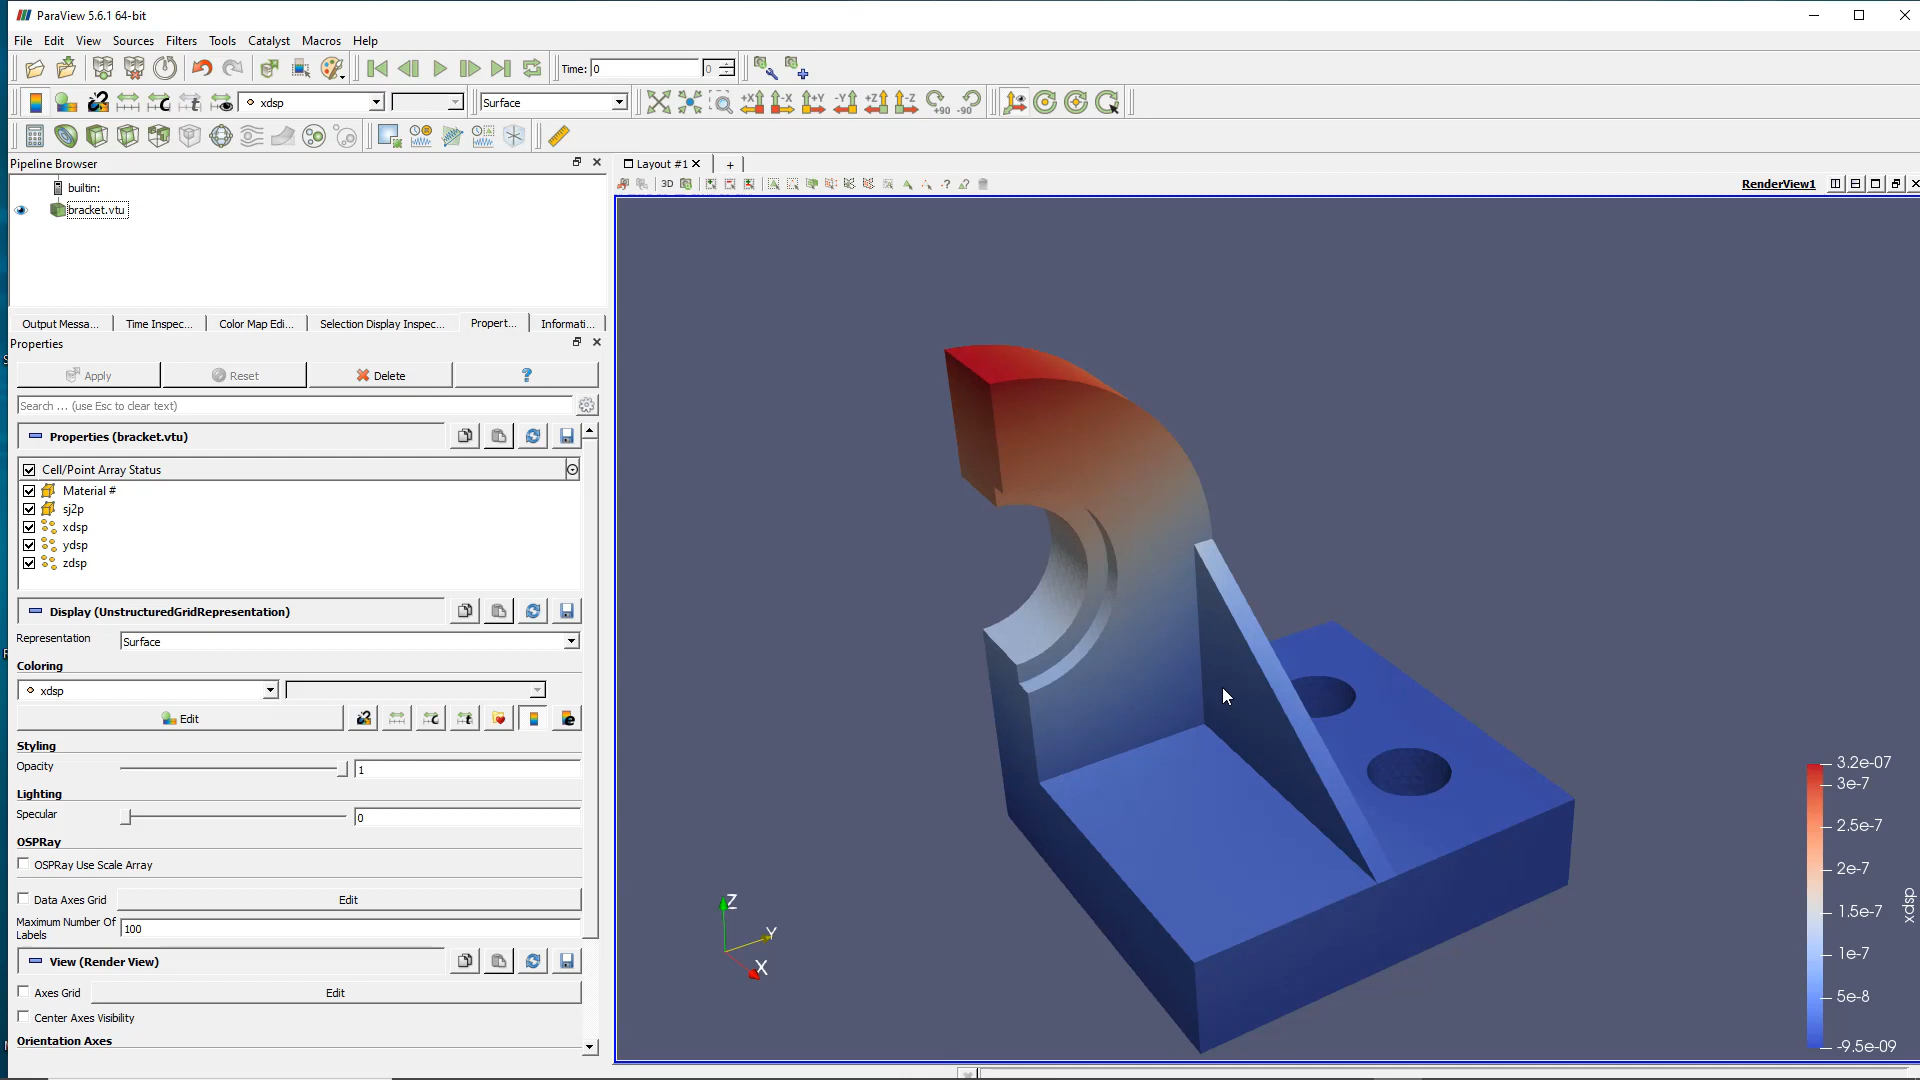 ParaView 5.6.1 64-bit
File Edit View Sources Filters Tools Catalyst Macros Help
Time: 0 0
xdsp Surface +X -X +Y -Y +Z -Z +90 -90
Pipeline Browser
builtin:
bracket.vtu
Output Messa... Time Inspec... Color Map Edi... Selection Display Inspec... Propert... Informati...
Properties
Apply Reset Delete ?
Search ... (use Esc to clear text)
Properties (bracket.vtu)
Cell/Point Array Status
Material #
sj2p
xdsp
ydsp
zdsp
Display (UnstructuredGridRepresentation)
Representation Surface
Coloring
xdsp
Edit
Styling
Opacity 1
Lighting
Specular 0
OSPRay
OSPRay Use Scale Array
Data Axes Grid Edit
Maximum Number Of
Labels 100
View (Render View)
Axes Grid Edit
Center Axes Visibility
Orientation Axes
Layout #1 +
3D RenderView1
Z
Y
X
3.2e-07
3e-7
2.5e-7
2e-7
1.5e-7
1e-7
5e-8
-9.5e-09
xdsp